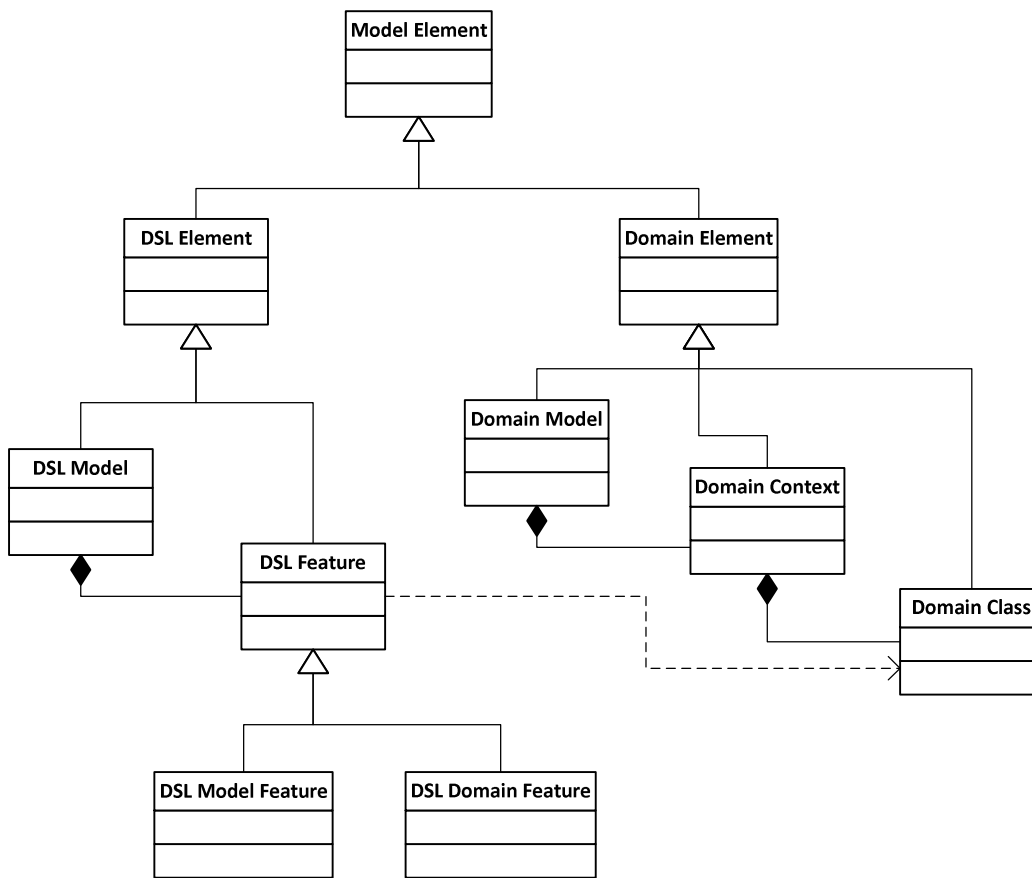 Model Element
DSL Element
Domain Element
Domain Model
DSL Model
Domain Context
DSL Feature
Domain Class
DSL Model Feature
DSL Domain Feature